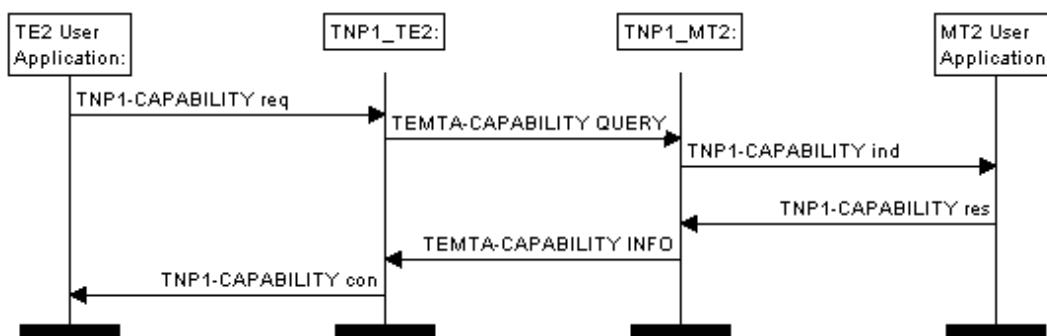 TE2 User
Application:
TNP1_TE2:
TNP1_MT2:
MT2 User
Application
TNP1-CAPABILITY req
TEMTA-CAPABILITY QUERY
TNP1-CAPABILITY ind
TNP1-CAPABILITY res
TEMTA-CAPABILITY INFO
TNP1-CAPABILITY con